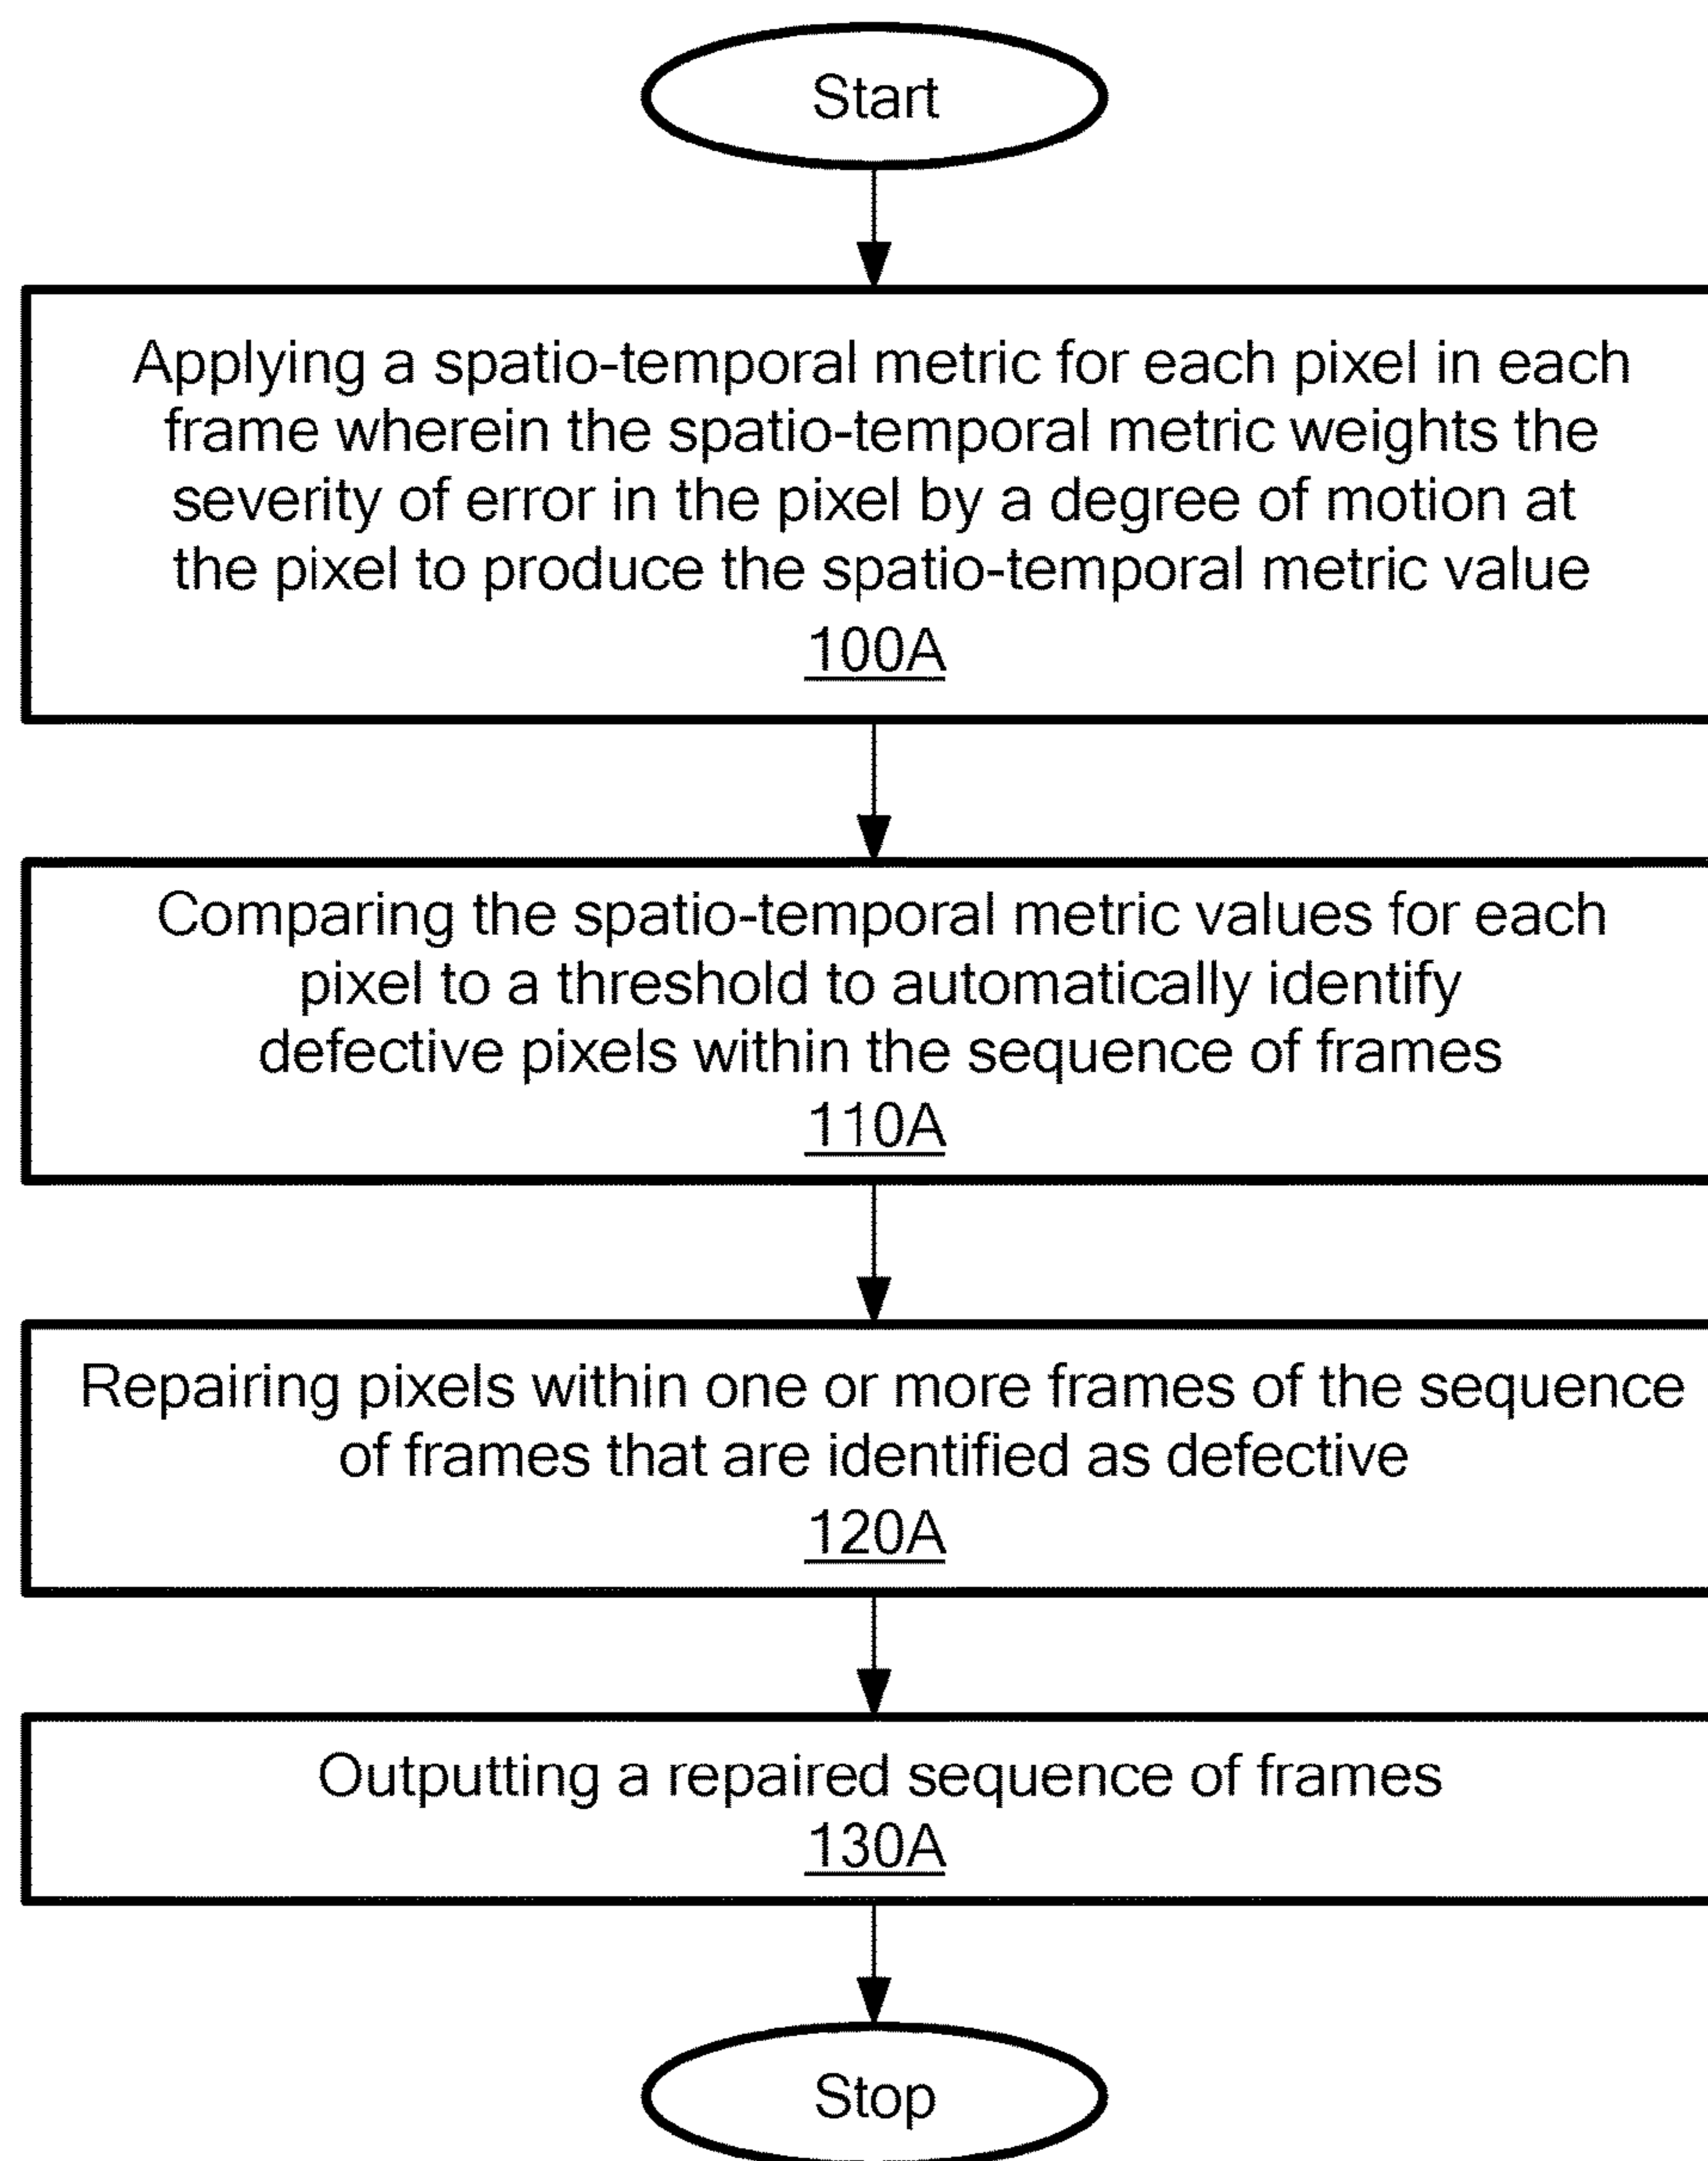 Start
Applying a spatio-temporal metric for each pixel in each
frame wherein the spatio-temporal metric weights the
severity of error in the pixel by a degree of motion at
the pixel to produce the spatio-temporal metric value
100A
Comparing the spatio-temporal metric values for each
pixel to a threshold to automatically identify
defective pixels within the sequence of frames
110A
Repairing pixels within one or more frames of the sequence
of frames that are identified as defective
120A
Outputting a repaired sequence of frames
130A
Stop